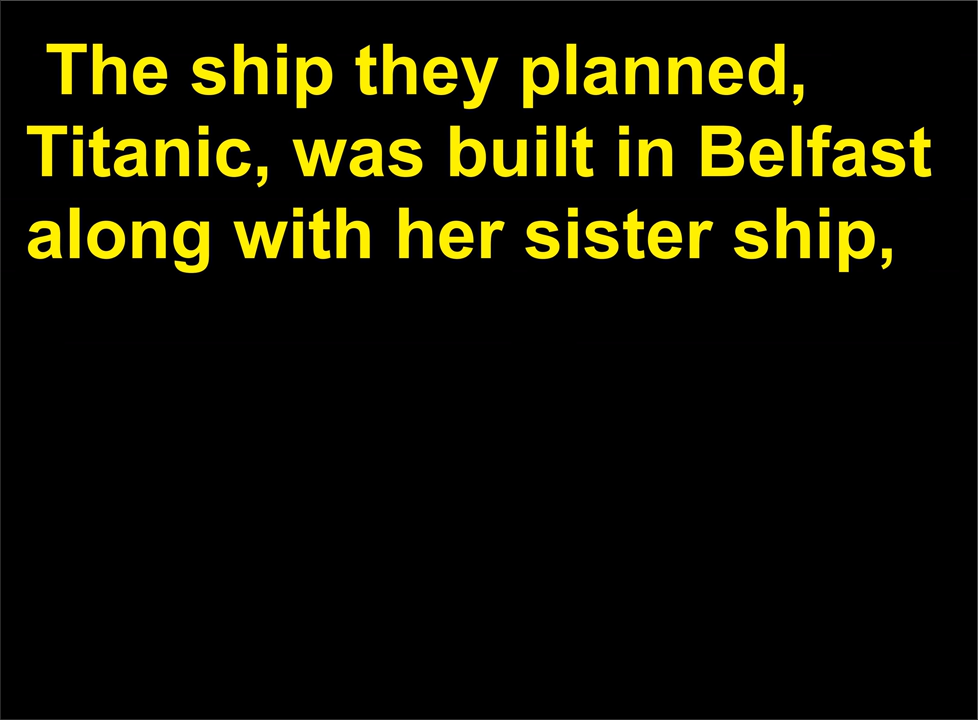 The ship they planned,
Titanic, was built in Belfast
along with her sister ship,